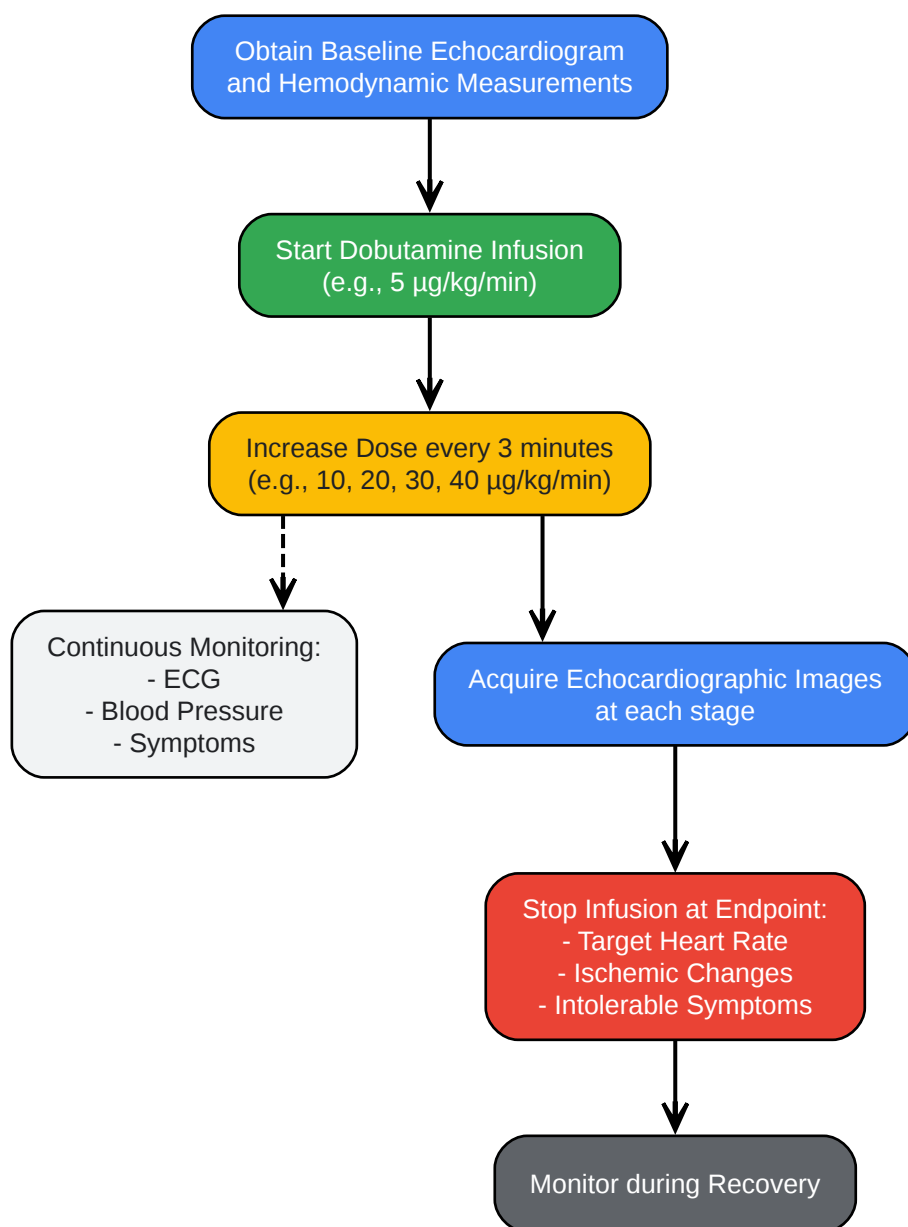 Obtain Baseline Echocardiogram
and Hemodynamic Measurements
Start Dobutamine Infusion
(e.g., 5 µg/kg/min)
Increase Dose every 3 minutes
(e.g., 10, 20, 30, 40 µg/kg/min)
Continuous Monitoring:
- ECG
- Blood Pressure
- Symptoms
Acquire Echocardiographic Images
at each stage
Stop Infusion at Endpoint:
- Target Heart Rate
- Ischemic Changes
- Intolerable Symptoms
Monitor during Recovery